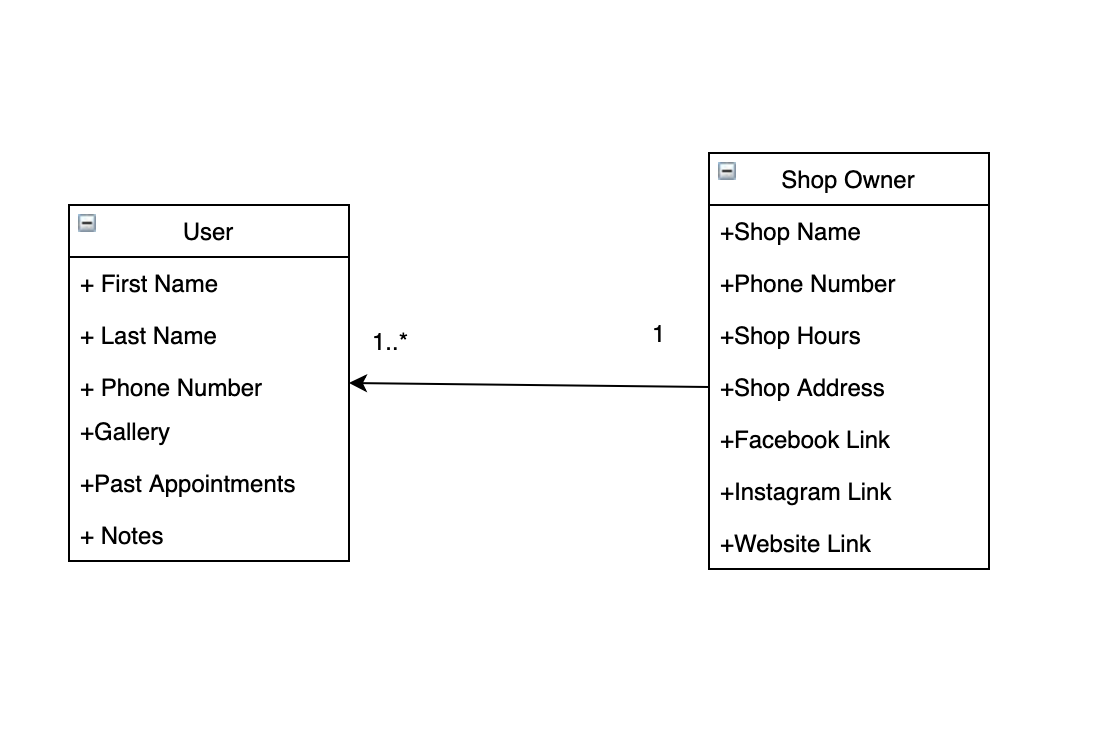 User
+ First Name
+ Last Name
+ Phone Number
+Gallery
+Past Appointments
+ Notes
1..*
1
Shop Owner
+Shop Name
+Phone Number
+Shop Hours
+Shop Address
+Facebook Link
+Instagram Link
+Website Link